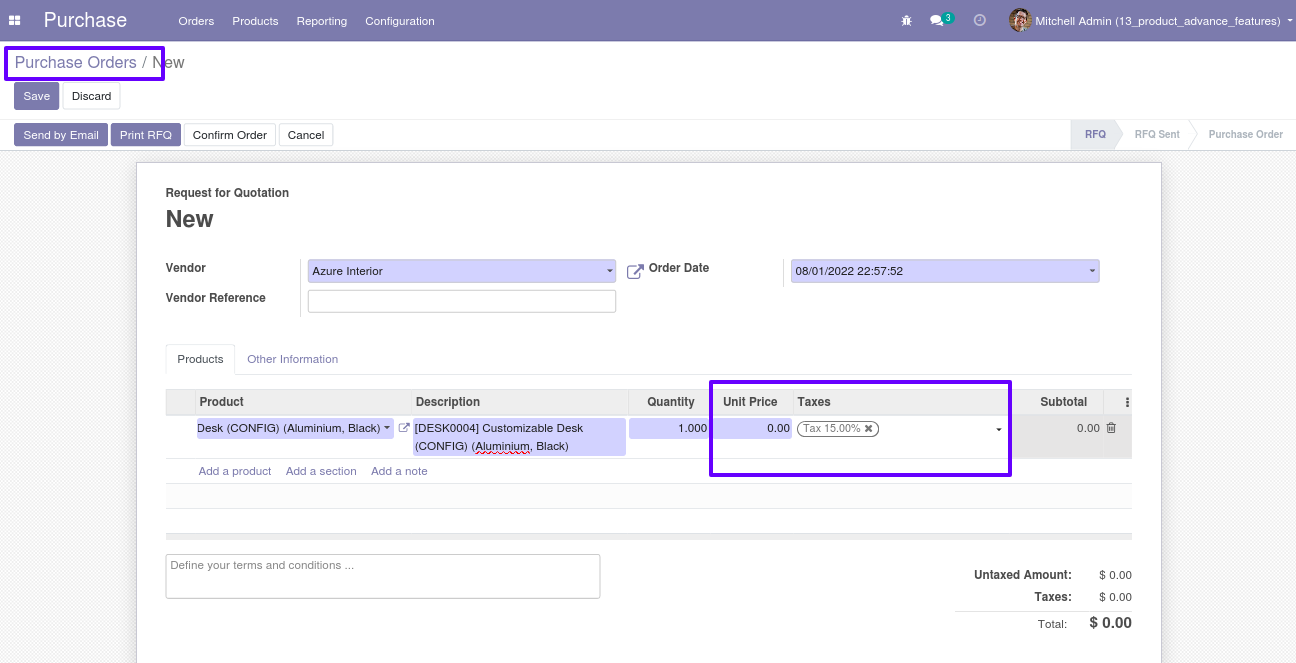 Purchase Orders Products Reporting Configuration 3 Mitchell Admin (13_product_advance_features)
Purchase Orders / New
Save Discard
Send by Email Print RFQ Confirm Order Cancel RFQ RFQ Sent Purchase Order
Request for Quotation
New
Vendor Azure Interior Order Date 08/01/2022 22:57:52
Vendor Reference
Products Other Information
Product Description Quantity Unit Price Taxes Subtotal
Desk (CONFIG) (Aluminium, Black) [DESK0004] Customizable Desk 1.000 0.00 Tax 15.00% 0.00
(CONFIG) (Aluminium, Black)
Add a product Add a section Add a note
Define your terms and conditions ...
Untaxed Amount: $ 0.00
Taxes: $ 0.00
Total: $ 0.00